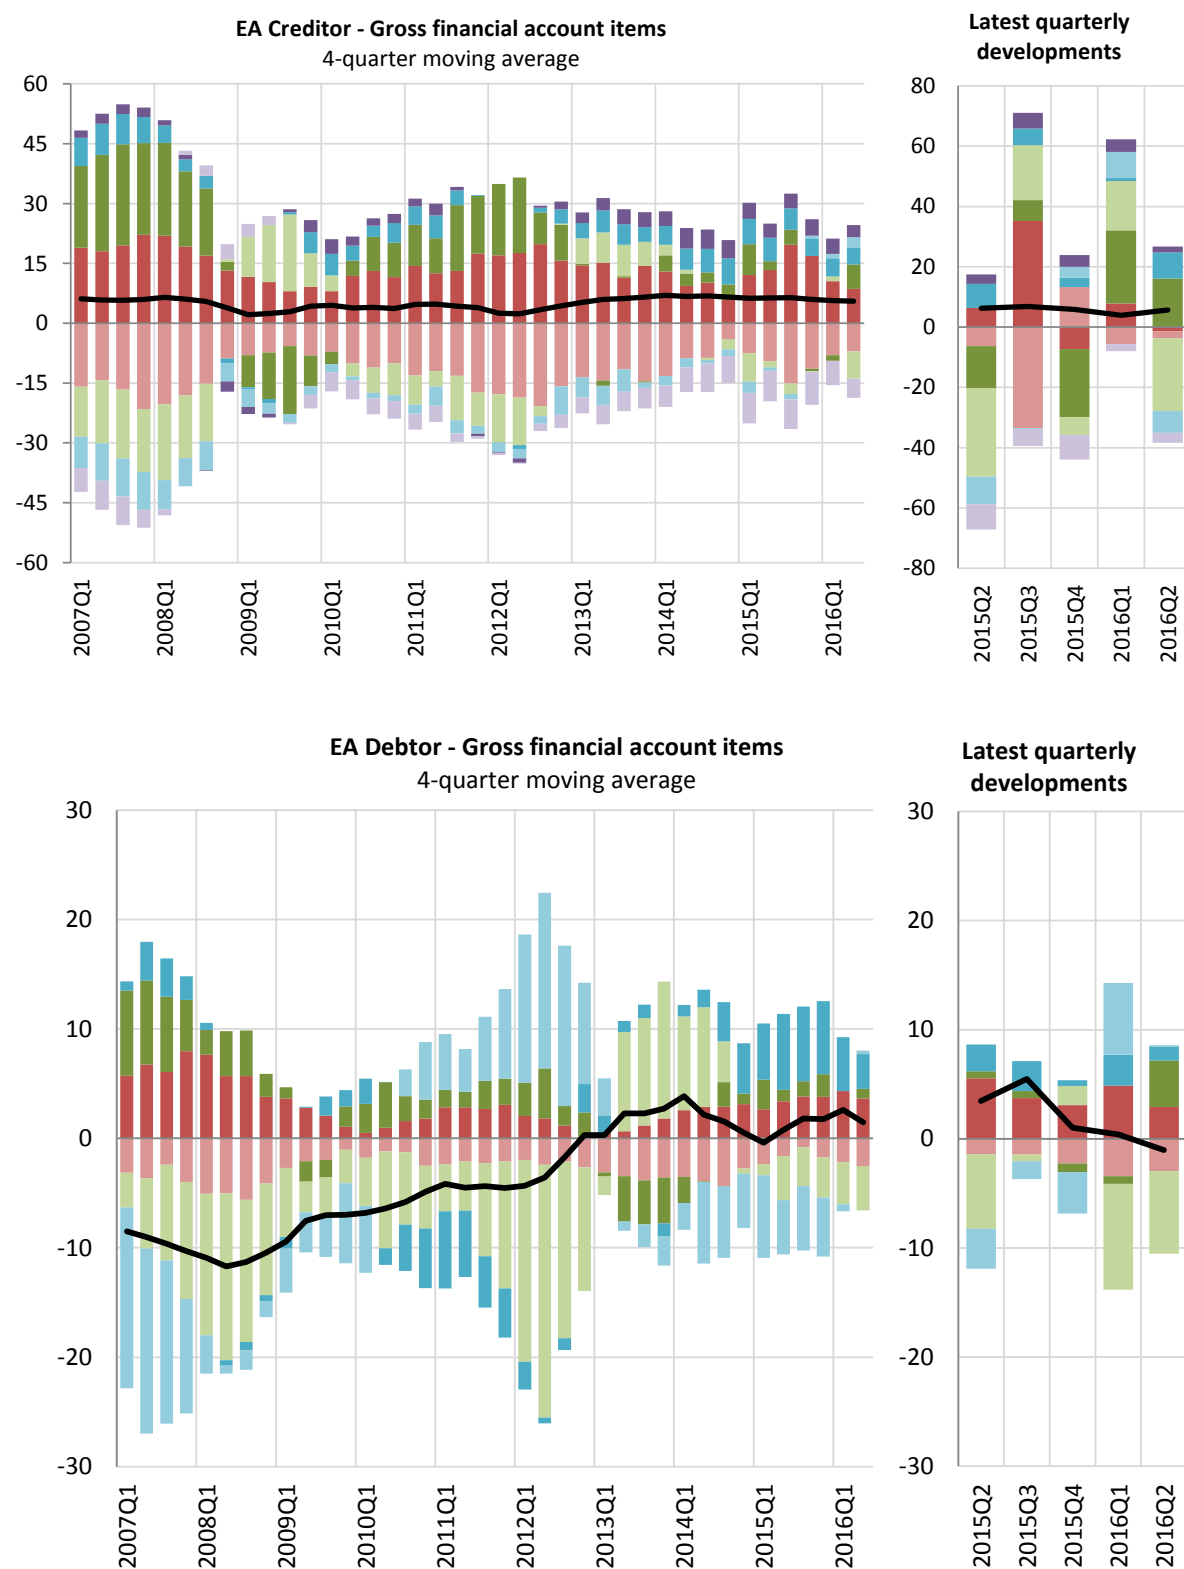 EA Creditor - Gross financial account items
4-quarter moving average
60
45
30
15
0
-15
-30
-45
-60
2007Q1
2008Q1
2009Q1
2010Q1
2011Q1
2012Q1
2013Q1
2014Q1
2015Q1
2016Q1
Latest quarterly
developments
80
60
40
20
0
-20
-40
-60
-80
2015Q2
2015Q3
2015Q4
2016Q1
2016Q2
EA Debtor - Gross financial account items
4-quarter moving average
30
20
10
0
-10
-20
-30
2007Q1
2008Q1
2009Q1
2010Q1
2011Q1
2012Q1
2013Q1
2014Q1
2015Q1
2016Q1
Latest quarterly
developments
30
20
10
0
-10
-20
-30
2015Q2
2015Q3
2015Q4
2016Q1
2016Q2